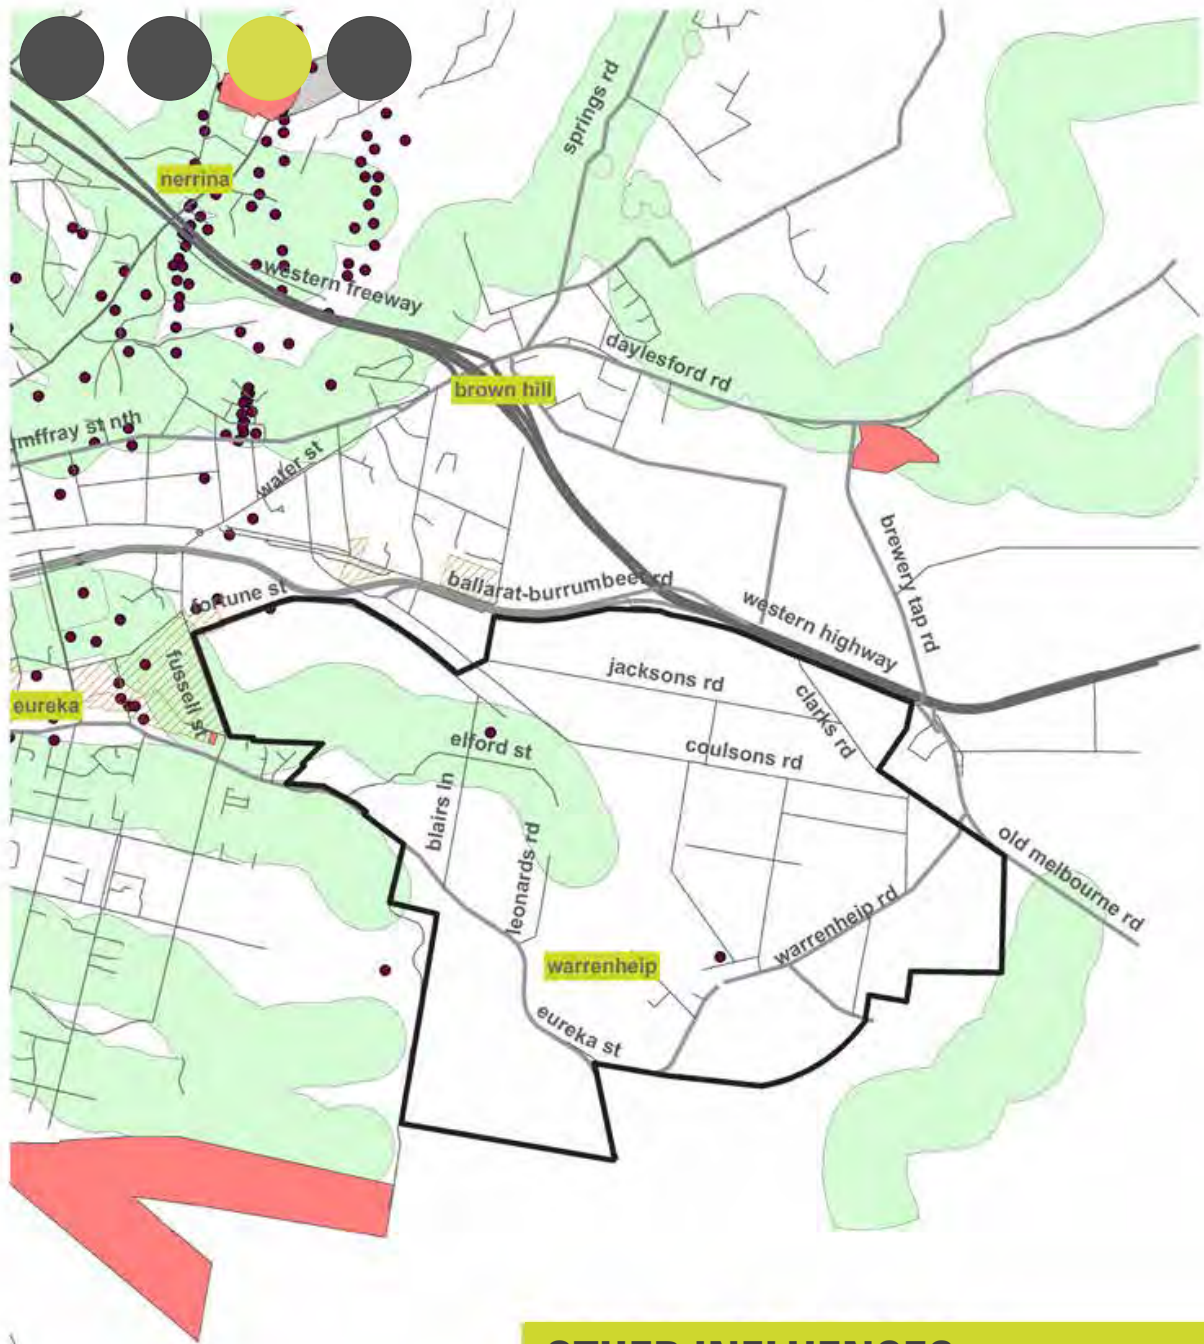 springs rd
nerrina
western freeway
daylesford rd
brown hill
mffray st nth
water st
brewery tap rd
ballarat-burrumbeet rd
fortune st
western highway
fussell st
jacksons rd
clarks rd
eureka
elford st
coulsons rd
blairs ln
leonards rd
old melbourne rd
warrenheip rd
warrenheip
eureka st
OTHER INFLUENCES